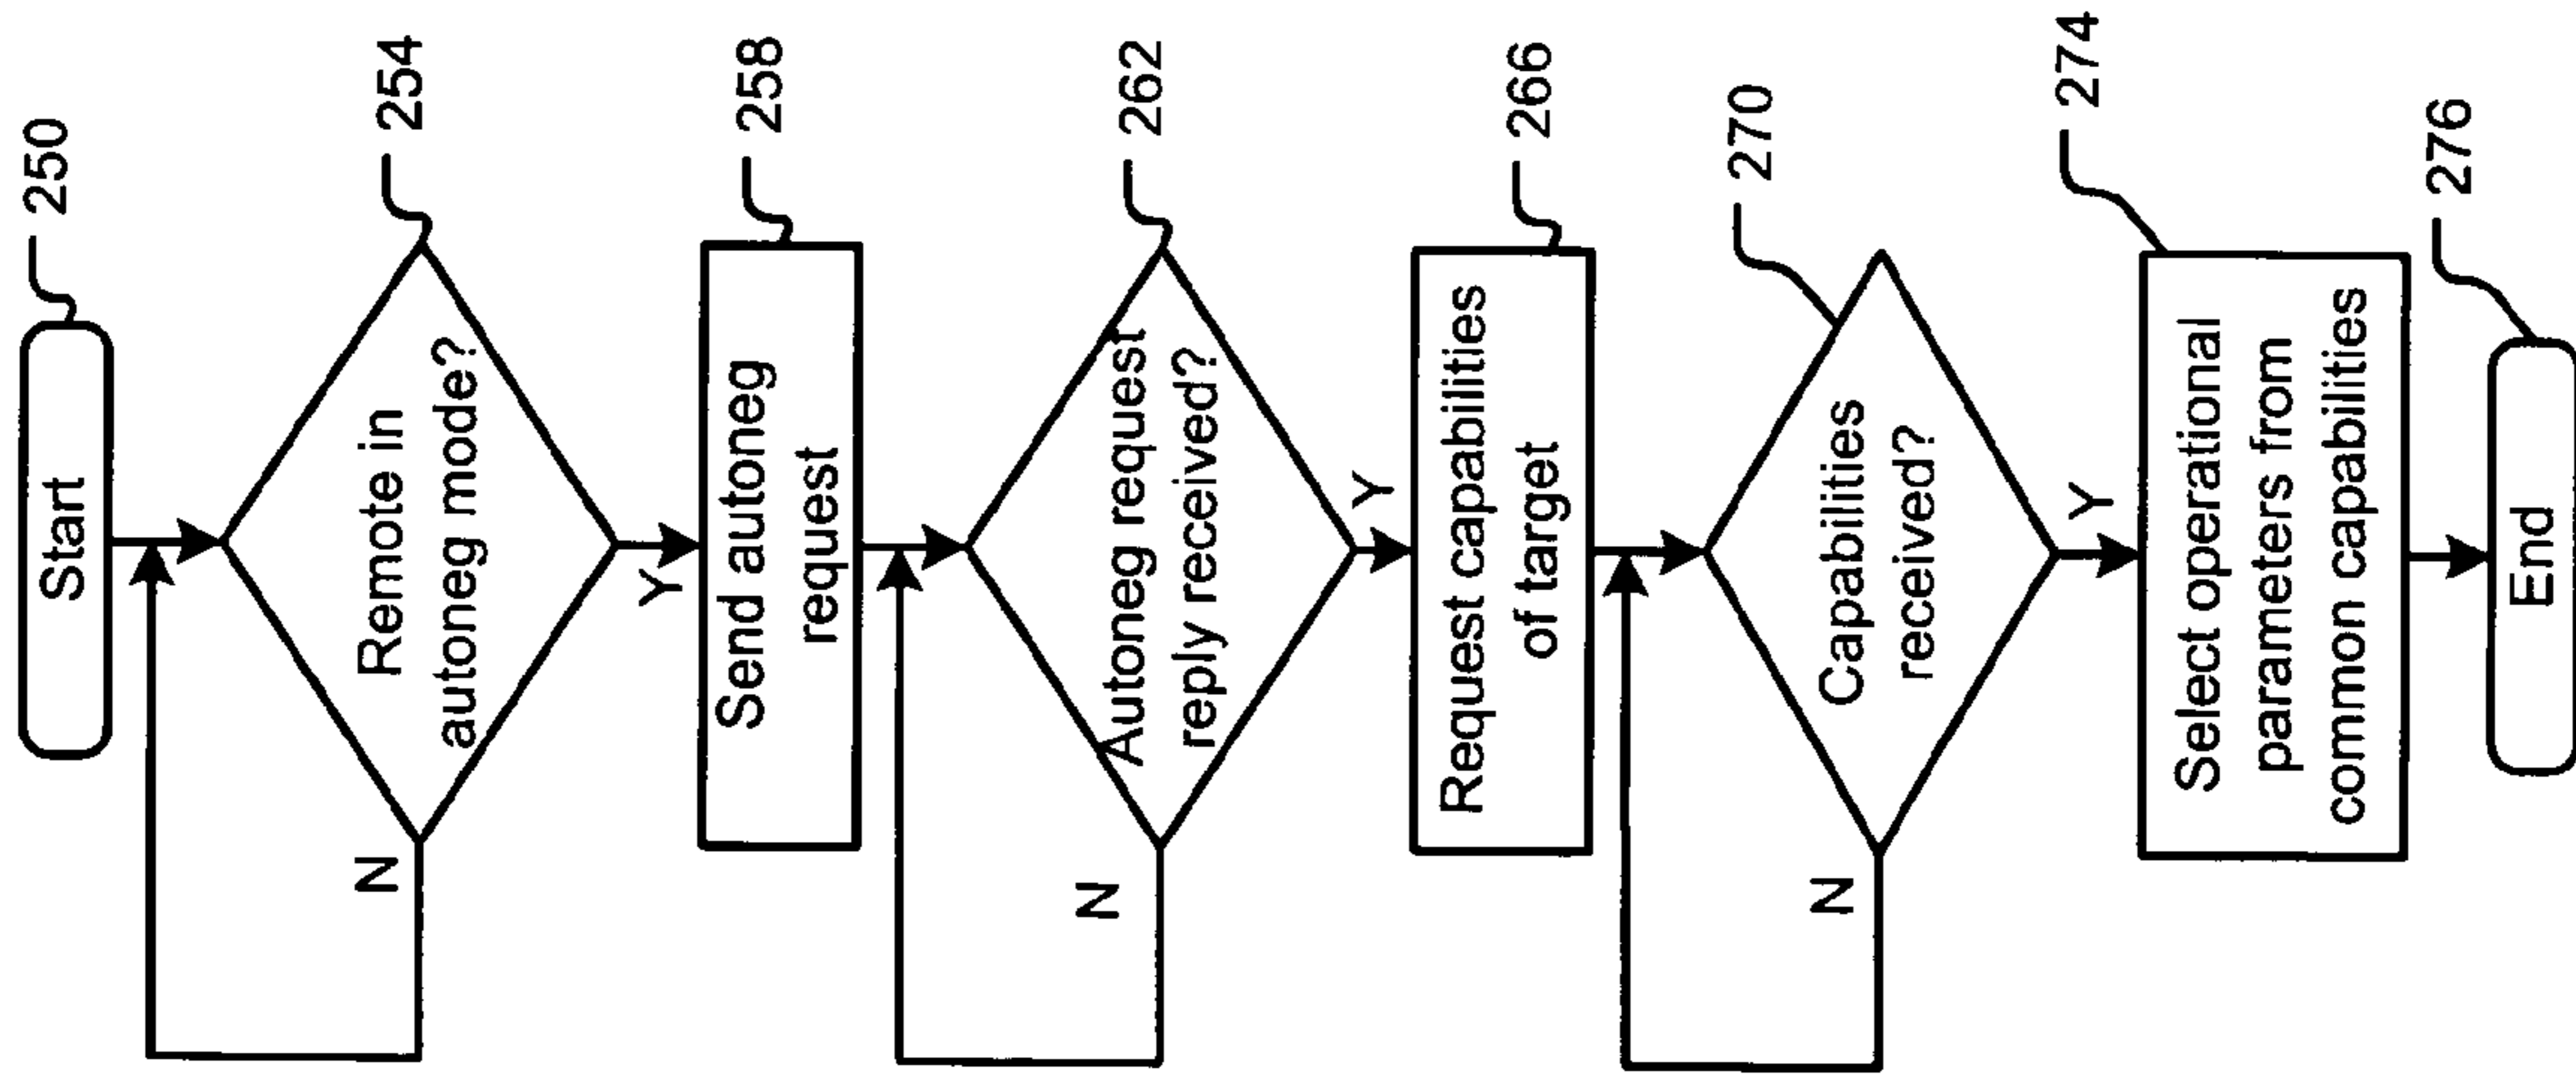 Start
250
Remote in
autoneg mode?
254
N
Y
Send autoneg
request
258
Autoneg request
reply received?
262
N
Y
Request capabilities
of target
266
Capabilities
received?
270
N
Y
Select operational
parameters from
common capabilities
274
End
276